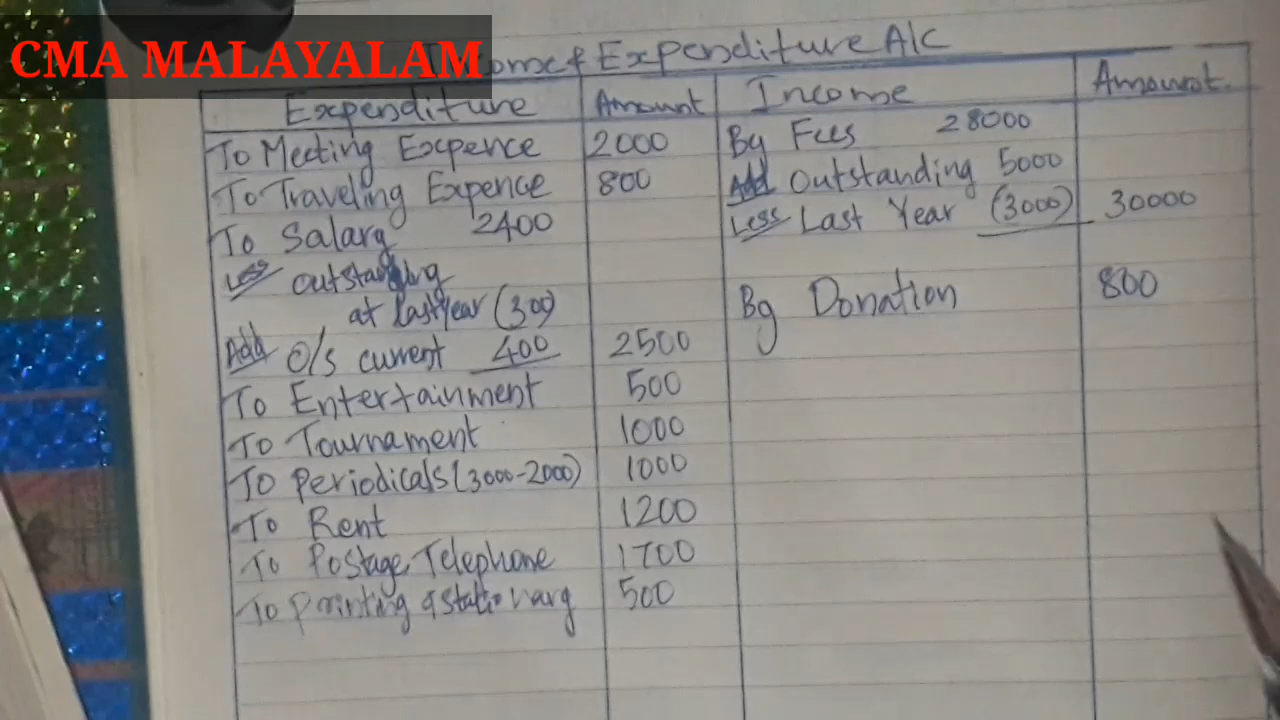 CMA MALAYALAM
Income & Expenditure A/C
Expenditure Amount Income Amount.
To Meeting Expence 2000 By Fees 28000
To Traveling Expence 800 Add Outstanding 5000
To Salary 2400 Less Last Year (3000) 30000
Less outstanding
at last year (300) By Donation 800
Add O/s current 400 2500
To Entertainment 500
To Tournament 1000
To Periodicals (3000-2000) 1000
To Rent 1200
To Postage Telephone 1700
To printing & stationary 500